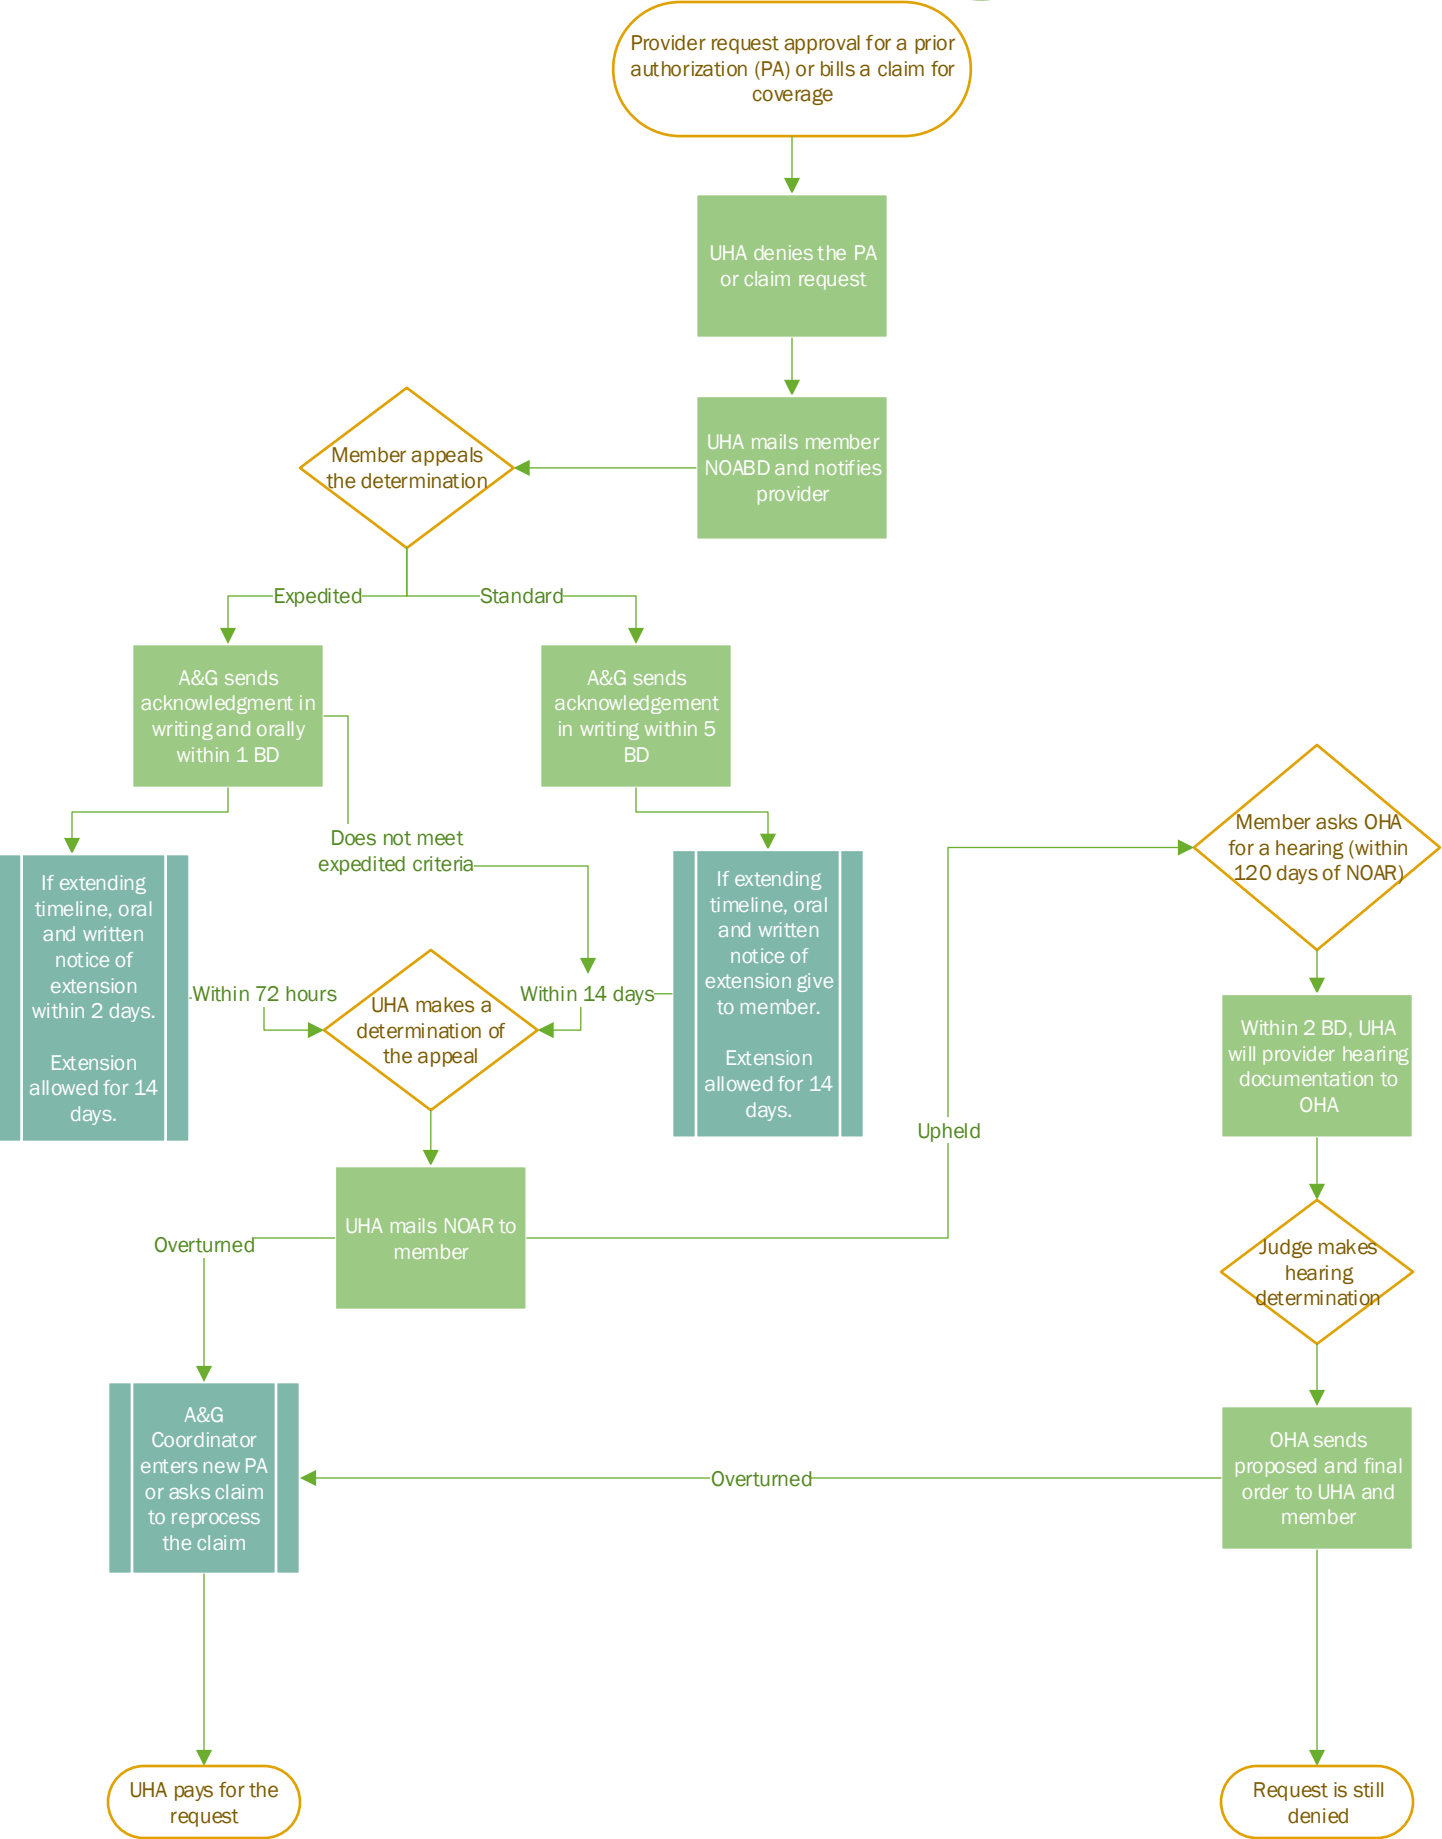 Provider request approval for a prior
authorization (PA) or bills a claim for
coverage
UHA denies the PA
or claim request
UHA mails member
NOABD and notifies
provider
Member appeals
the determination
Expedited
Standard
A&G sends
acknowledgment in
writing and orally
within 1 BD
A&G sends
acknowledgement
in writing within 5
BD
Does not meet
expedited criteria
If extending
timeline, oral
and written
notice of
extension
within 2 days.
Extension
allowed for 14
days.
Within 72 hours
UHA makes a
determination of
the appeal
Within 14 days
If extending
timeline, oral
and written
notice of
extension give
to member.
Extension
allowed for 14
days.
Member asks OHA
for a hearing (within
120 days of NOAR)
Within 2 BD, UHA
will provider hearing
documentation to
OHA
Upheld
UHA mails NOAR to
member
Overturned
Judge makes
hearing
determination
A&G
Coordinator
enters new PA
or asks claim
to reprocess
the claim
Overturned
OHA sends
proposed and final
order to UHA and
member
UHA pays for the
request
Request is still
denied